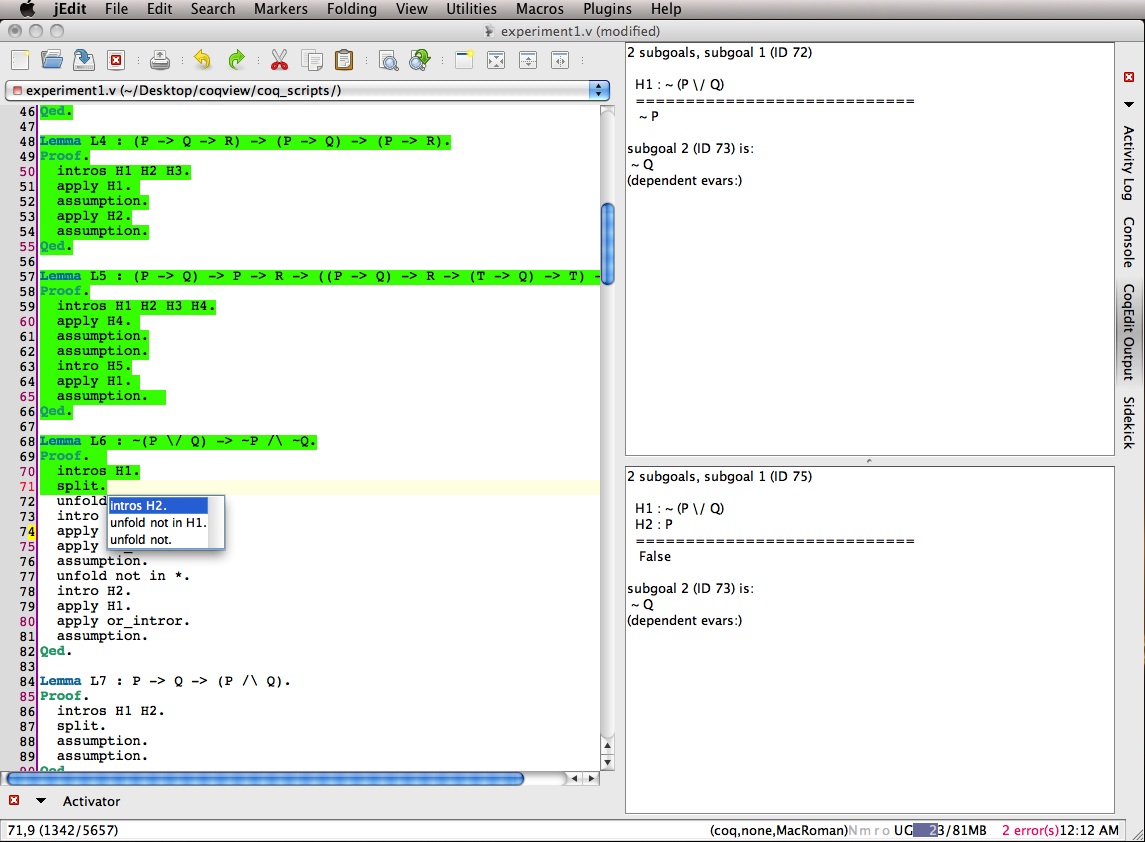 jEdit File Edit Search Markers Folding View Utilities Macros Plugins Help
experiment1.v (modified)
experiment1.v (~/Desktop/coqview/coq_scripts/)
46 Qed.
47
48 Lemma L4 : (P -> Q -> R) -> (P -> Q) -> (P -> R).
49 Proof.
50 intros H1 H2 H3.
51 apply H1.
52 assumption.
53 apply H2.
54 assumption.
55 Qed.
56
57 Lemma L5 : (P -> Q) -> P -> R -> ((P -> Q) -> R -> (T -> Q) -> T) -
58 Proof.
59 intros H1 H2 H3 H4.
60 apply H4.
61 assumption.
62 assumption.
63 intro H5.
64 apply H1.
65 assumption.
66 Qed.
67
68 Lemma L6 : ~(P \/ Q) -> ~P /\ ~Q.
69 Proof.
70 intros H1.
71 split.
72 unfold
intros H2.
unfold not in H1.
unfold not.
73 intro
74 apply
75 apply
76 assumption.
77 unfold not in *.
78 intro H2.
79 apply H1.
80 apply or_intror.
81 assumption.
82 Qed.
83
84 Lemma L7 : P -> Q -> (P /\ Q).
85 Proof.
86 intros H1 H2.
87 split.
88 assumption.
89 assumption.
90 Qed
Activator
71,9 (1342/5657)
2 subgoals, subgoal 1 (ID 72)
H1 : ~ (P \/ Q)
============================
~ P
subgoal 2 (ID 73) is:
~ Q
(dependent evars:)
2 subgoals, subgoal 1 (ID 75)
H1 : ~ (P \/ Q)
H2 : P
============================
False
subgoal 2 (ID 73) is:
~ Q
(dependent evars:)
Activity Log
Console
CoqEdit Output
Sidekick
(coq,none,MacRoman)N m r o UG 23/81MB 2 error(s)12:12 AM